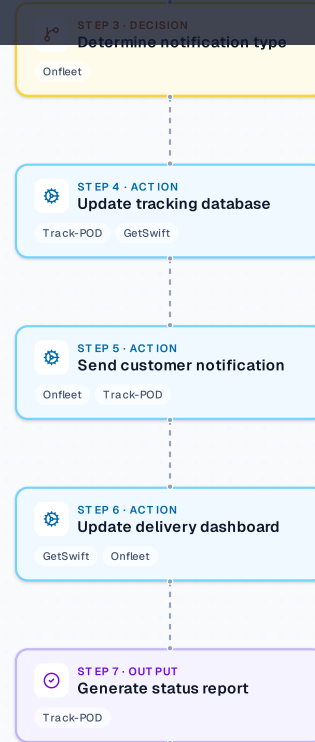 STEP 3 · DECISION
Determine notification type
Onfleet
STEP 4 · ACTION
Update tracking database
Track-POD GetSwift
STEP 5 · ACTION
Send customer notification
Onfleet Track-POD
STEP 6 · ACTION
Update delivery dashboard
GetSwift Onfleet
STEP 7 · OUTPUT
Generate status report
Track-POD